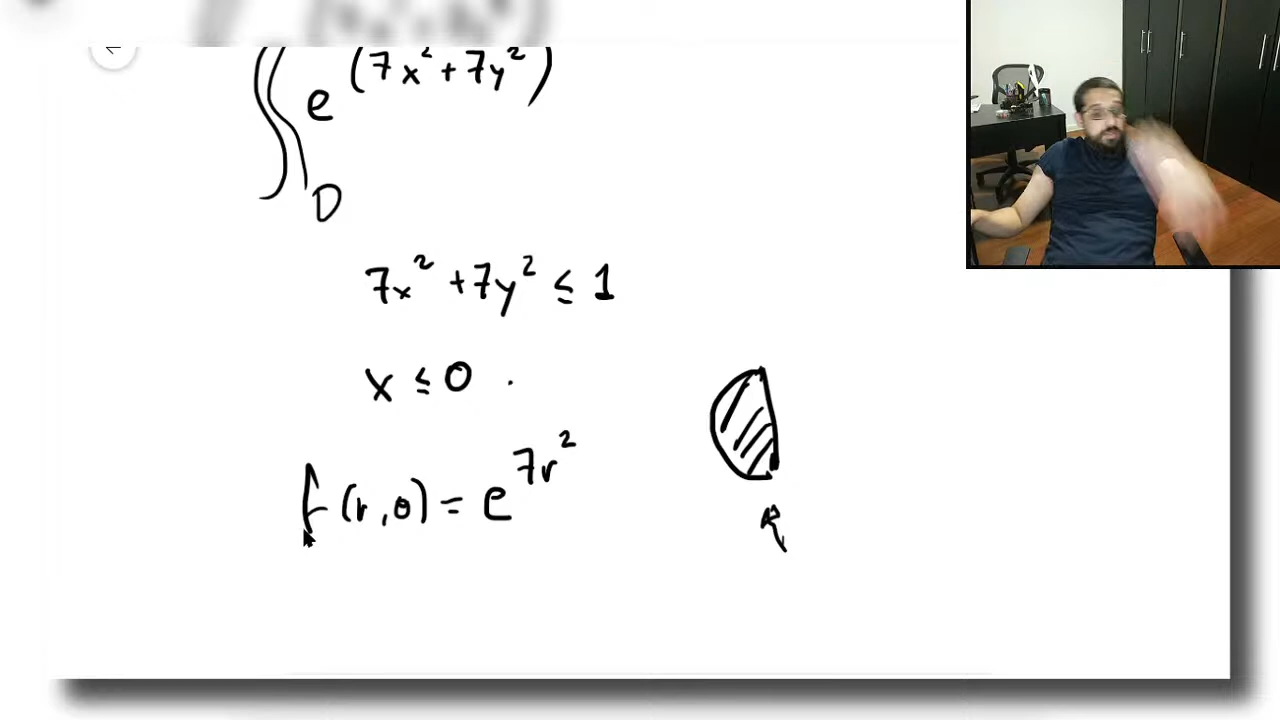 ∬_D e^(7x² + 7y²)
7x² + 7y² ≤ 1
x ≤ 0 .
f(r, θ) = e^7r²